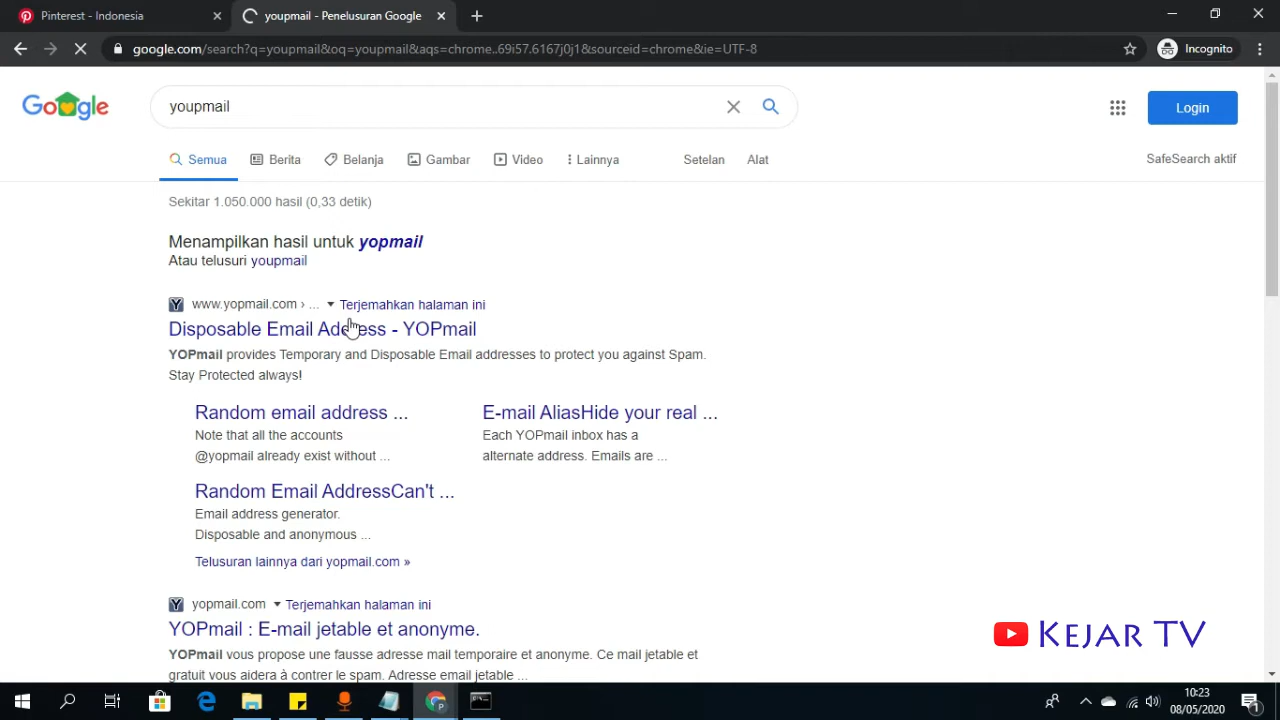 Pinterest - Indonesia
youpmail - Penelusuran Google
google.com/search?q=youpmail&oq=youpmail&aqs=chrome..69i57.6167j0j1&sourceid=chrome&ie=UTF-8
Incognito
Google
youpmail
Login
Semua
Berita
Belanja
Gambar
Video
Lainnya
Setelan
Alat
SafeSearch aktif
Sekitar 1.050.000 hasil (0,33 detik)
Menampilkan hasil untuk yopmail
Atau telusuri youpmail
www.yopmail.com › ... Terjemahkan halaman ini
Disposable Email Address - YOPmail
YOPmail provides Temporary and Disposable Email addresses to protect you against Spam.
Stay Protected always!
Random email address ...
Note that all the accounts
@yopmail already exist without ...
E-mail AliasHide your real ...
Each YOPmail inbox has a
alternate address. Emails are ...
Random Email AddressCan't ...
Email address generator.
Disposable and anonymous ...
Telusuran lainnya dari yopmail.com »
yopmail.com Terjemahkan halaman ini
YOPmail : E-mail jetable et anonyme.
YOPmail vous propose une fausse adresse mail temporaire et anonyme. Ce mail jetable et
gratuit vous aidera à contrer le spam. Adresse email jetable ...
KEJAR TV
10:23
08/05/2020